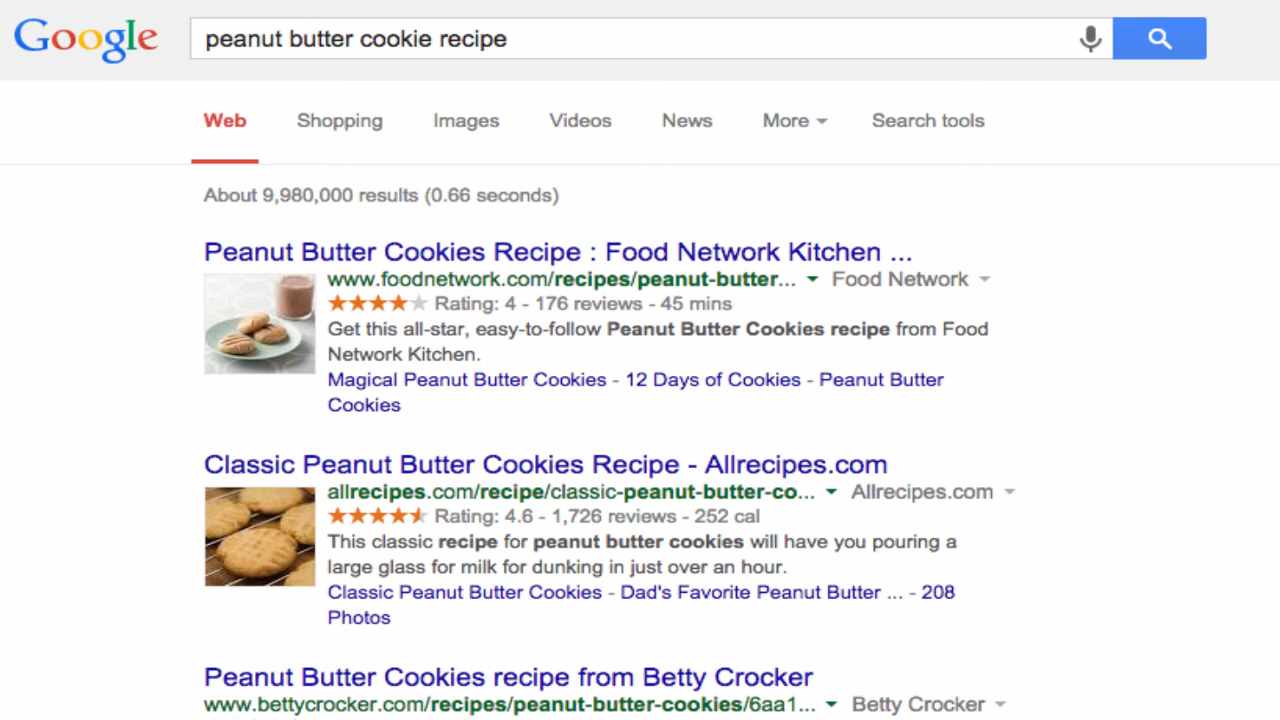 Google
peanut butter cookie recipe
Web Shopping Images Videos News More Search tools
About 9,980,000 results (0.66 seconds)
Peanut Butter Cookies Recipe : Food Network Kitchen ...
www.foodnetwork.com/recipes/peanut-butter... Food Network
Rating: 4 - 176 reviews - 45 mins
Get this all-star, easy-to-follow Peanut Butter Cookies recipe from Food
Network Kitchen.
Magical Peanut Butter Cookies - 12 Days of Cookies - Peanut Butter
Cookies
Classic Peanut Butter Cookies Recipe - Allrecipes.com
allrecipes.com/recipe/classic-peanut-butter-co... Allrecipes.com
Rating: 4.6 - 1,726 reviews - 252 cal
This classic recipe for peanut butter cookies will have you pouring a
large glass for milk for dunking in just over an hour.
Classic Peanut Butter Cookies - Dad's Favorite Peanut Butter ... - 208
Photos
Peanut Butter Cookies recipe from Betty Crocker
www.bettycrocker.com/recipes/peanut-butter-cookies/6aa1... Betty Crocker